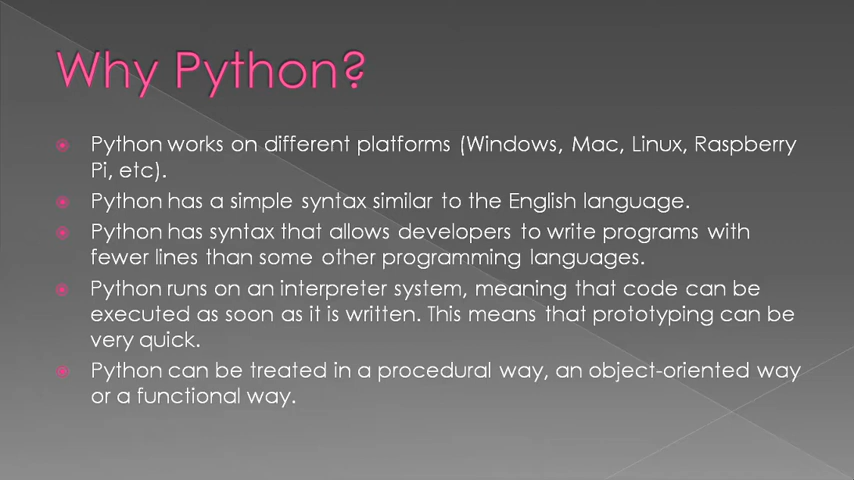 Why Python?
Python works on different platforms (Windows, Mac, Linux, Raspberry
Pi, etc).
Python has a simple syntax similar to the English language.
Python has syntax that allows developers to write programs with
fewer lines than some other programming languages.
Python runs on an interpreter system, meaning that code can be
executed as soon as it is written. This means that prototyping can be
very quick.
Python can be treated in a procedural way, an object-oriented way
or a functional way.